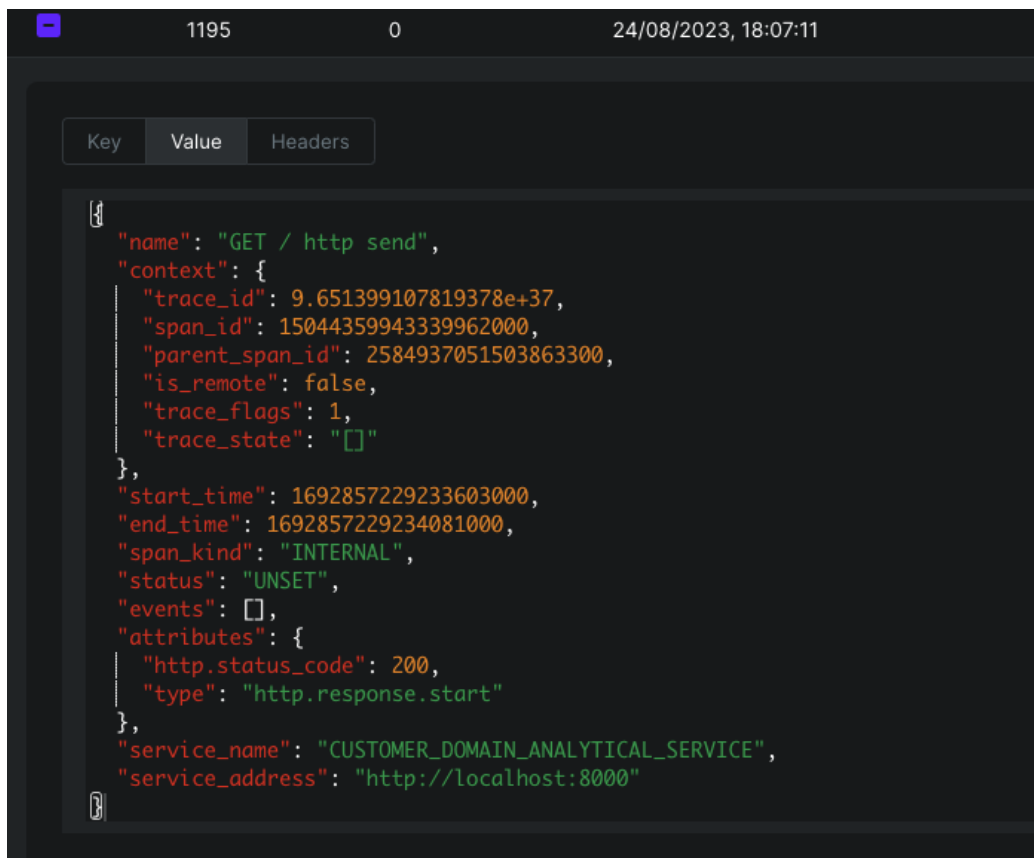 1195 0 24/08/2023, 18:07:11
Key Value Headers
{
"name": "GET / http send",
"context": {
"trace_id": 9.651399107819378e+37,
"span_id": 15044359943339962000,
"parent_span_id": 2584937051503863300,
"is_remote": false,
"trace_flags": 1,
"trace_state": "[]"
},
"start_time": 1692857229233603000,
"end_time": 1692857229234081000,
"span_kind": "INTERNAL",
"status": "UNSET",
"events": [],
"attributes": {
"http.status_code": 200,
"type": "http.response.start"
},
"service_name": "CUSTOMER_DOMAIN_ANALYTICAL_SERVICE",
"service_address": "http://localhost:8000"
}